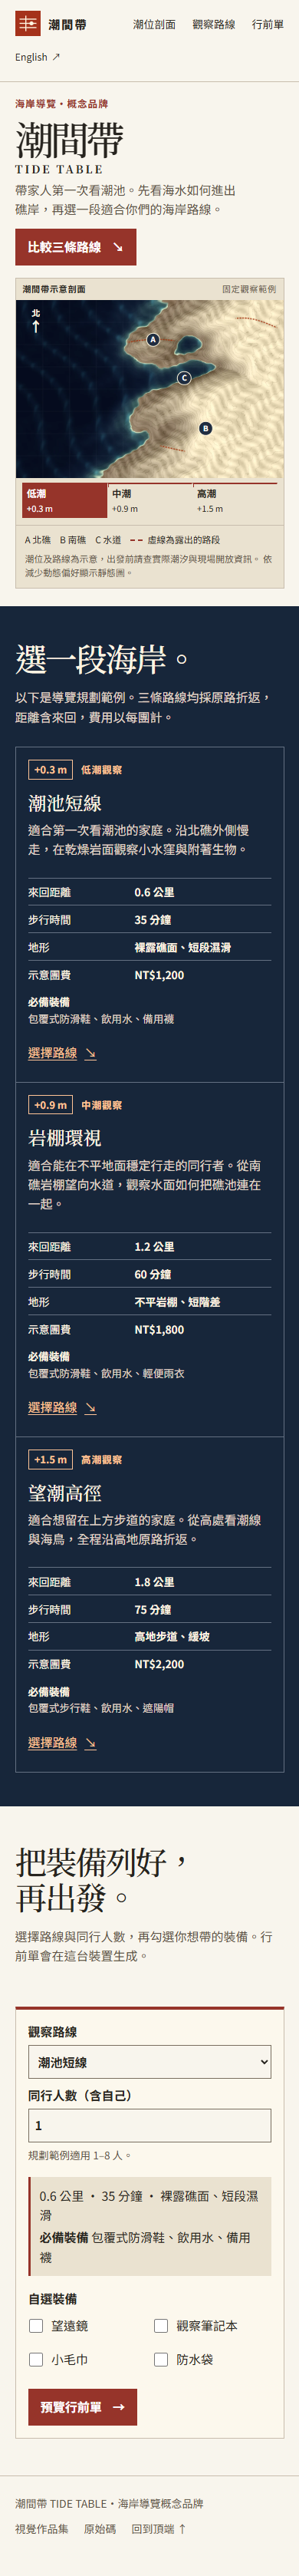 潮間帶
潮位剖面 觀察路線 行前單
English ↗
海岸導覽・概念品牌
潮間帶
TIDE TABLE
帶家人第一次看潮池。先看海水如何進出
礁岸，再選一段適合你們的海岸路線。
比較三條路線 ↘
潮間帶示意剖面 固定觀察範例
北
↑
A
C
B
低潮 中潮 高潮
+0.3 m +0.9 m +1.5 m
A 北礁 B 南礁 C 水道 虛線為露出的路段
潮位及路線為示意，出發前請查實際潮汐與現場開放資訊。 依
減少動態偏好顯示靜態圖。
選一段海岸。
以下是導覽規劃範例。三條路線均採原路折返，
距離含來回，費用以每團計。
+0.3 m 低潮觀察
潮池短線
適合第一次看潮池的家庭。沿北礁外側慢
走，在乾燥岩面觀察小水窪與附著生物。
來回距離 0.6 公里
步行時間 35 分鐘
地形 裸露礁面、短段濕滑
示意團費 NT$1,200
必備裝備
包覆式防滑鞋、飲用水、備用襪
選擇路線 ↘
+0.9 m 中潮觀察
岩棚環視
適合能在不平地面穩定行走的同行者。從南
礁岩棚望向水道，觀察水面如何把礁池連在
一起。
來回距離 1.2 公里
步行時間 60 分鐘
地形 不平岩棚、短階差
示意團費 NT$1,800
必備裝備
包覆式防滑鞋、飲用水、輕便雨衣
選擇路線 ↘
+1.5 m 高潮觀察
望潮高徑
適合想留在上方步道的家庭。從高處看潮線
與海鳥，全程沿高地原路折返。
來回距離 1.8 公里
步行時間 75 分鐘
地形 高地步道、緩坡
示意團費 NT$2,200
必備裝備
包覆式步行鞋、飲用水、遮陽帽
選擇路線 ↘
把裝備列好，
再出發。
選擇路線與同行人數，再勾選你想帶的裝備。行
前單會在這台裝置生成。
觀察路線
潮池短線
同行人數（含自己）
1
規劃範例適用 1–8 人。
0.6 公里 ・ 35 分鐘 ・ 裸露礁面、短段濕
滑
必備裝備 包覆式防滑鞋、飲用水、備用
襪
自選裝備
望遠鏡 觀察筆記本
小毛巾 防水袋
預覽行前單 →
潮間帶 TIDE TABLE・海岸導覽概念品牌
視覺作品集 原始碼 回到頂端 ↑